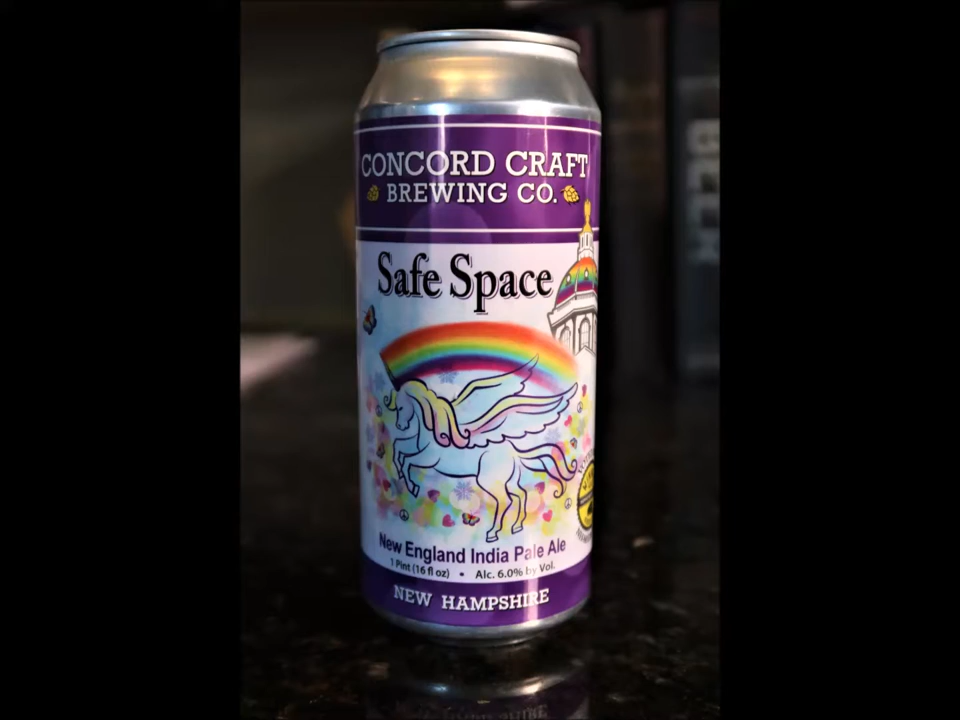 CONCORD CRAFT
BREWING CO.
Safe Space
New England India Pale Ale
1 Pint (16 fl oz) • Alc. 6.0% by Vol.
NEW HAMPSHIRE